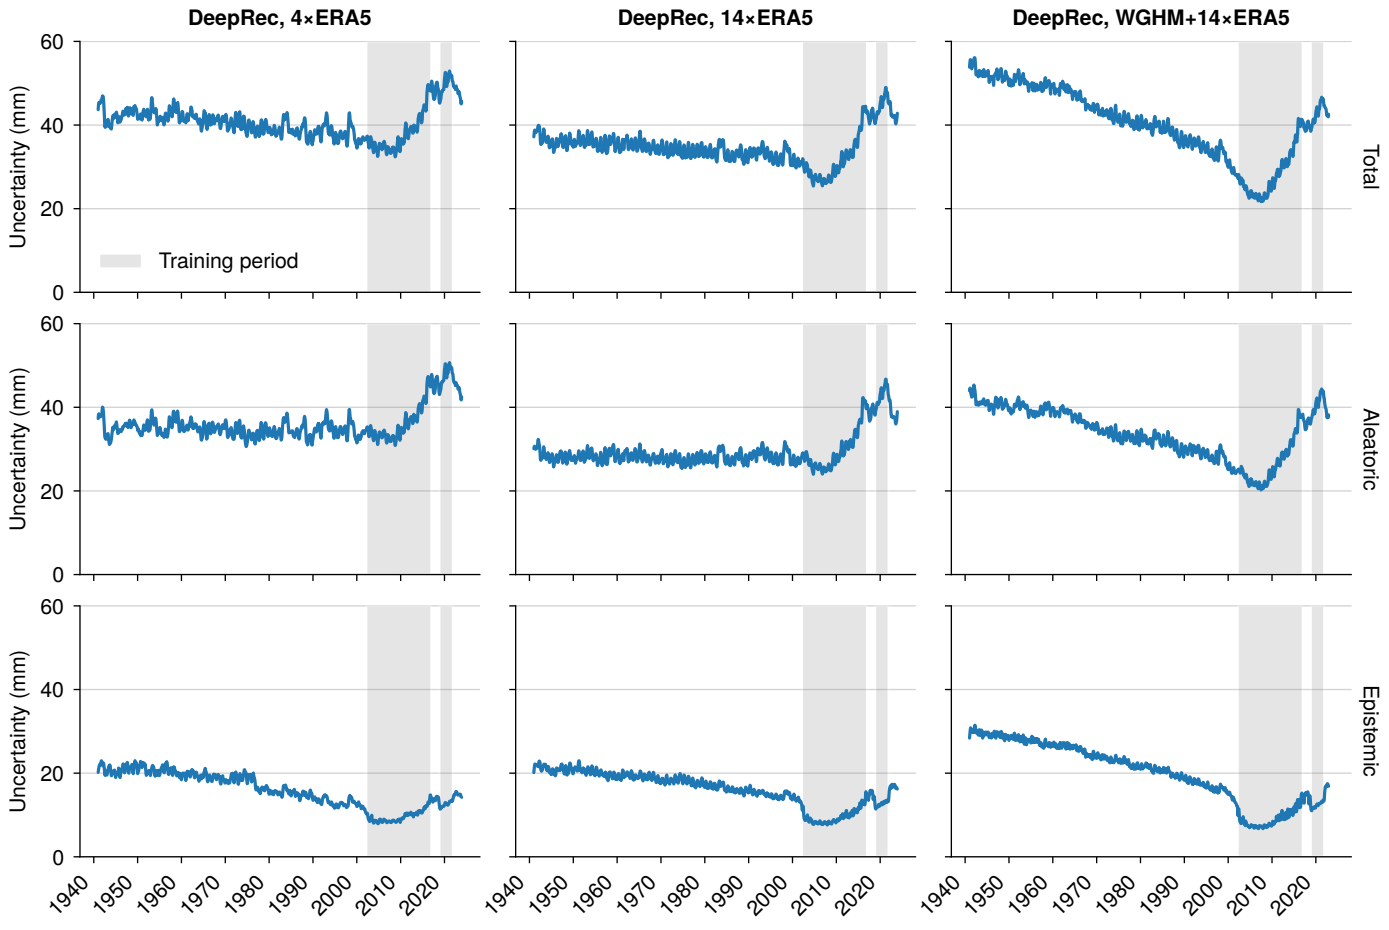 DeepRec, 4×ERA5
DeepRec, 14×ERA5
DeepRec, WGHM+14×ERA5
60
40
20
0
Uncertainty (mm)
Training period
Total
60
40
20
0
Uncertainty (mm)
Aleatoric
60
40
20
0
Uncertainty (mm)
Epistemic
1940 1950 1960 1970 1980 1990 2000 2010 2020
1940 1950 1960 1970 1980 1990 2000 2010 2020
1940 1950 1960 1970 1980 1990 2000 2010 2020